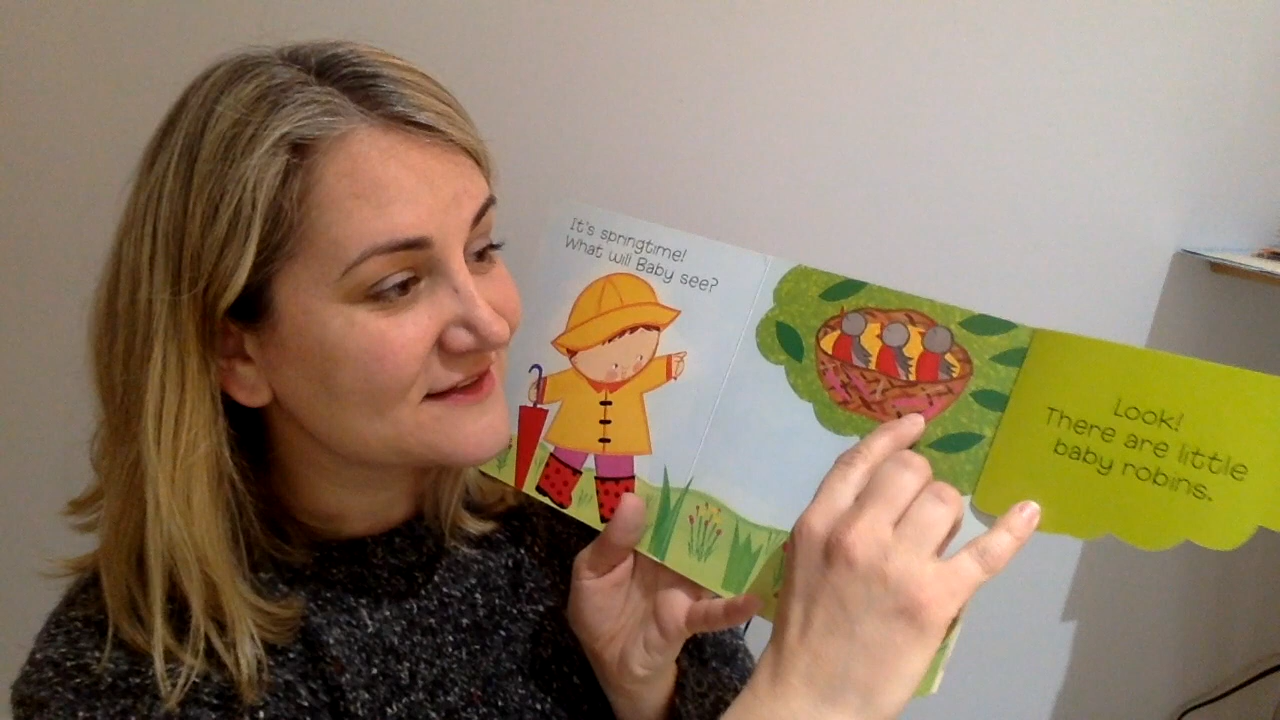 It's springtime!
What will Baby see?
Look!
There are little
baby robins.